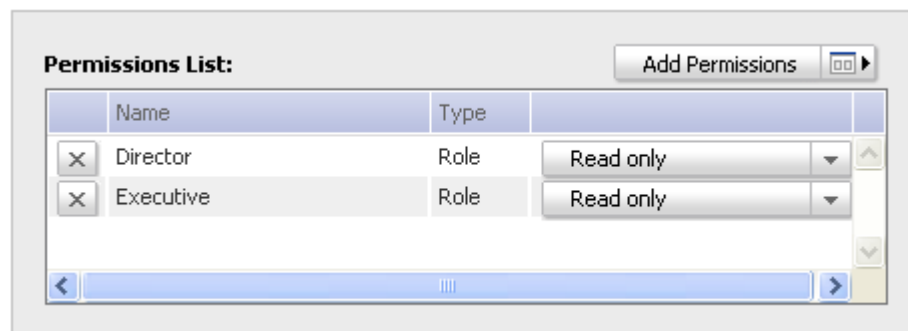 Permissions List: Add Permissions
Name Type
Director Role Read only
Executive Role Read only